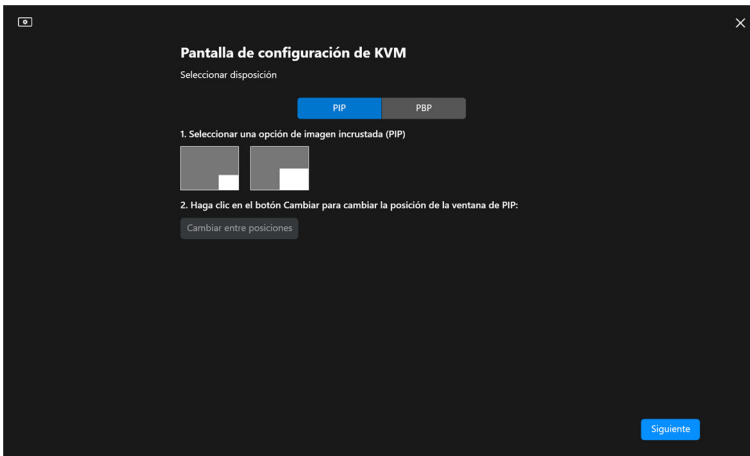 Pantalla de configuración de KVM
Seleccionar disposición
PIP
PBP
1. Seleccionar una opción de imagen incrustada (PIP)
2. Haga clic en el botón Cambiar para cambiar la posición de la ventana de PIP:
Cambiar entre posiciones
Siguiente